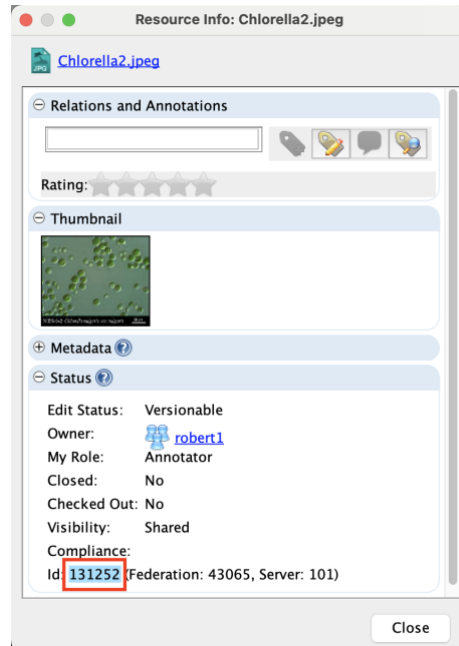 Resource Info: Chlorella2.jpeg
JPG
Chlorella2.jpeg
Relations and Annotations
Rating:
Thumbnail
Metadata ?
Status ?
Edit Status: Versionable
Owner: robert1
My Role: Annotator
Closed: No
Checked Out: No
Visibility: Shared
Compliance:
Id: 131252 (Federation: 43065, Server: 101)
Close